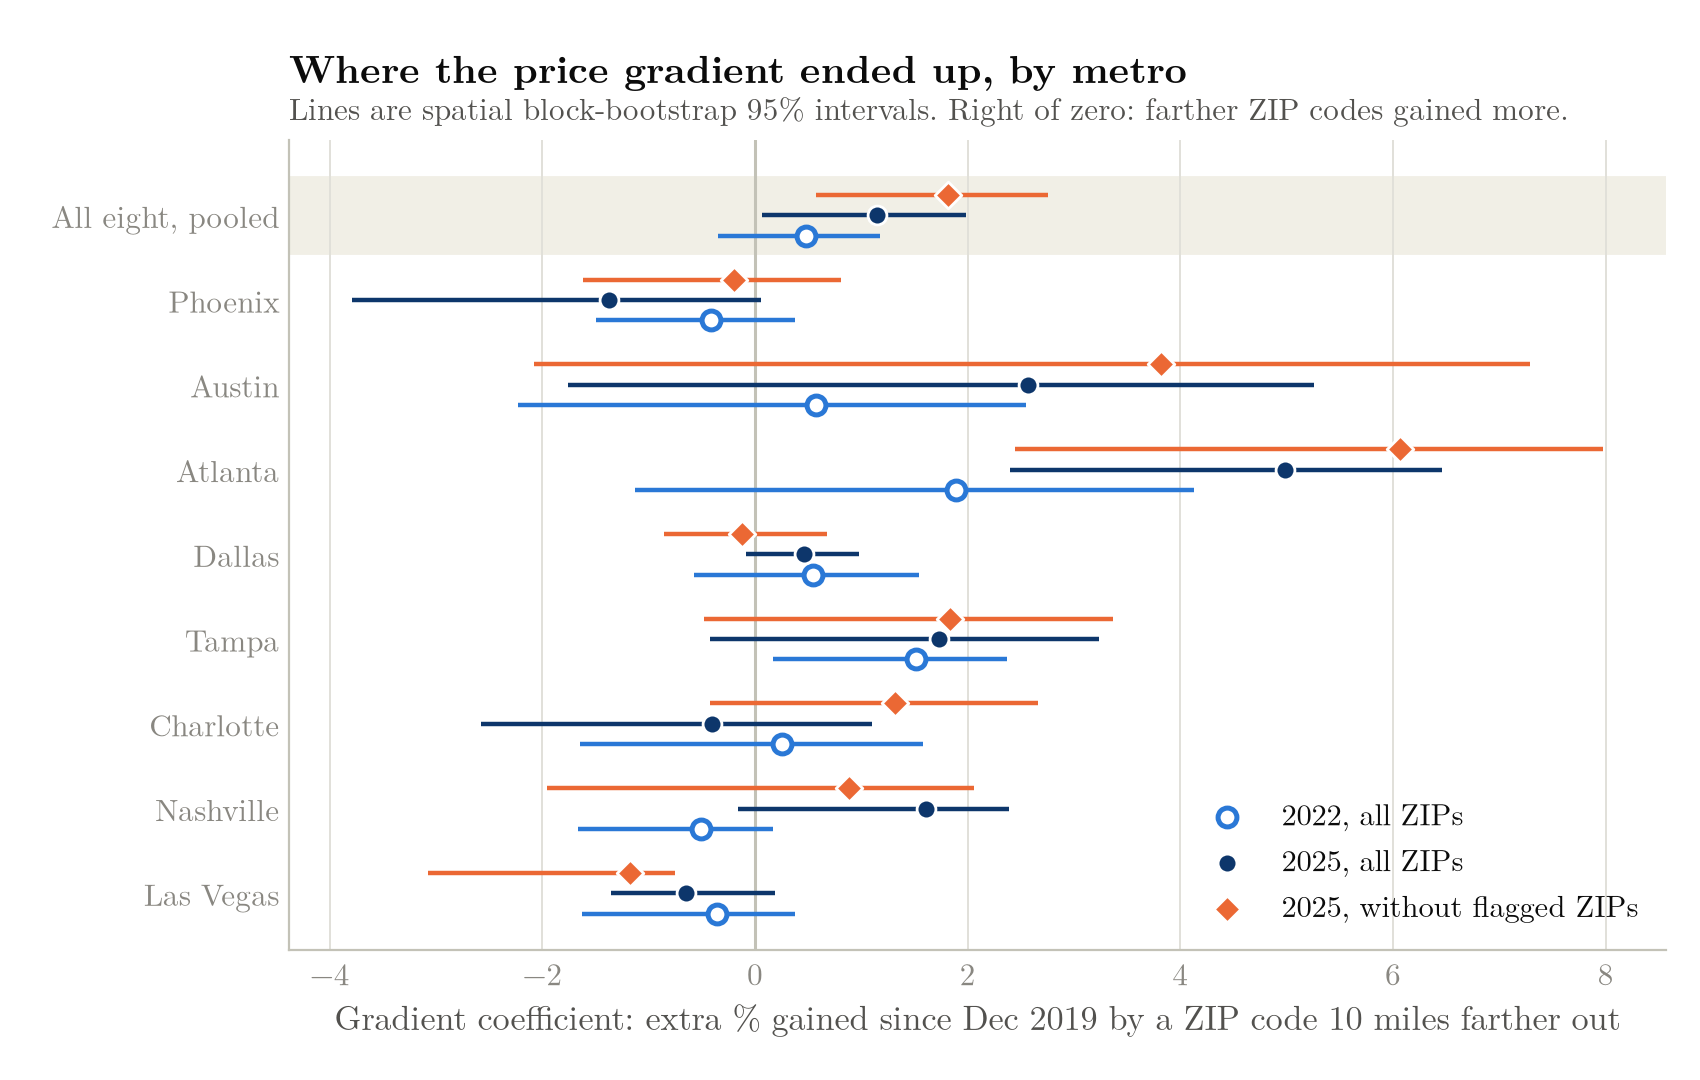 Where the price gradient ended up, by metro
Lines are spatial block-bootstrap 95% intervals. Right of zero: farther ZIP codes gained more.
All eight, pooled
Phoenix
Austin
Atlanta
Dallas
Tampa
Charlotte
Nashville
Las Vegas
2022, all ZIPs
2025, all ZIPs
2025, without flagged ZIPs
−4 −2 0 2 4 6 8
Gradient coefficient: extra % gained since Dec 2019 by a ZIP code 10 miles farther out